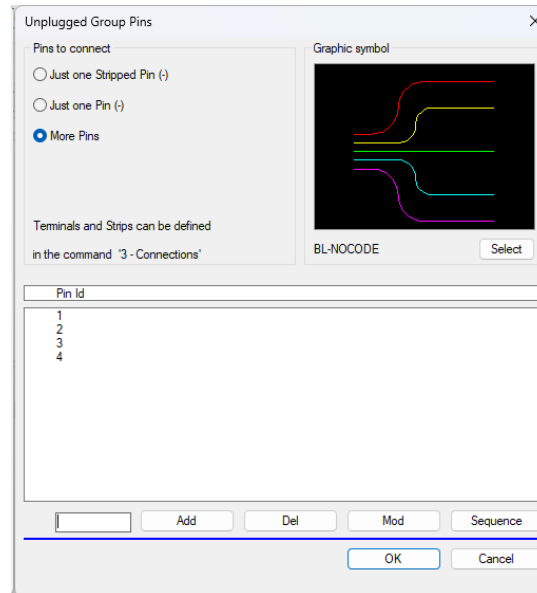 Unplugged Group Pins
Pins to connect
Just one Stripped Pin (-)
Just one Pin (-)
More Pins
Terminals and Strips can be defined
in the command '3 - Connections'
Graphic symbol
BL-NOCODE
Select
Pin Id
1
2
3
4
Add Del Mod Sequence
OK Cancel